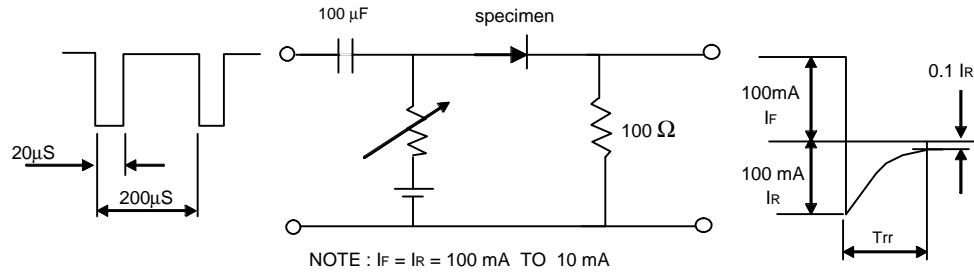 100 µF
specimen
20µS
200µS
100 Ω
100mA
IF
100 mA
IR
0.1 IR
Trr
NOTE : IF = IR = 100 mA TO 10 mA